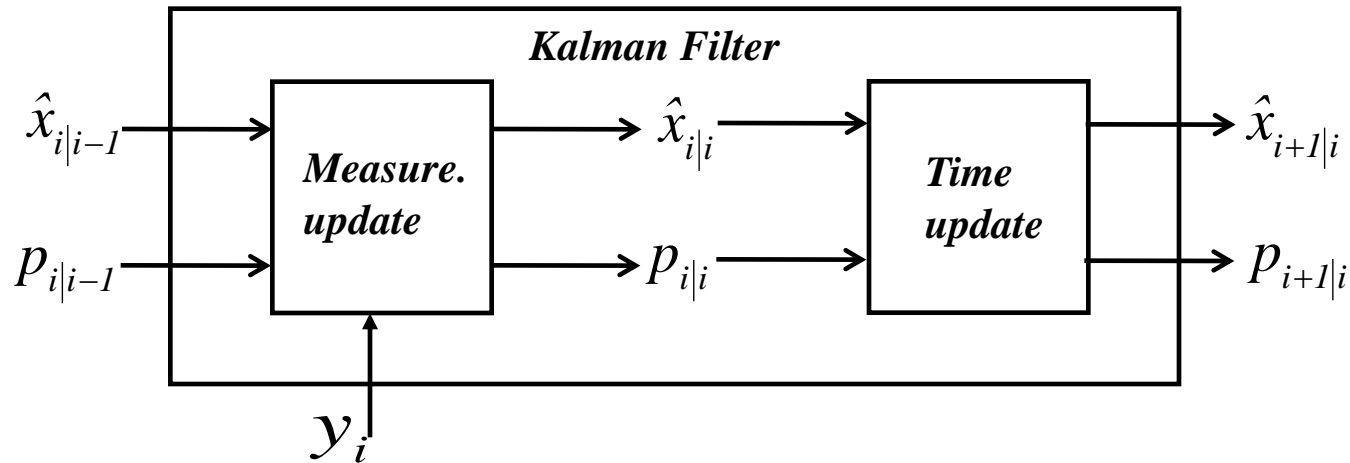 Kalman Filter
x̂_{i|i-1}
Measure.
update
x̂_{i|i}
Time
update
x̂_{i+1|i}
p_{i|i-1}
p_{i|i}
p_{i+1|i}
y_i